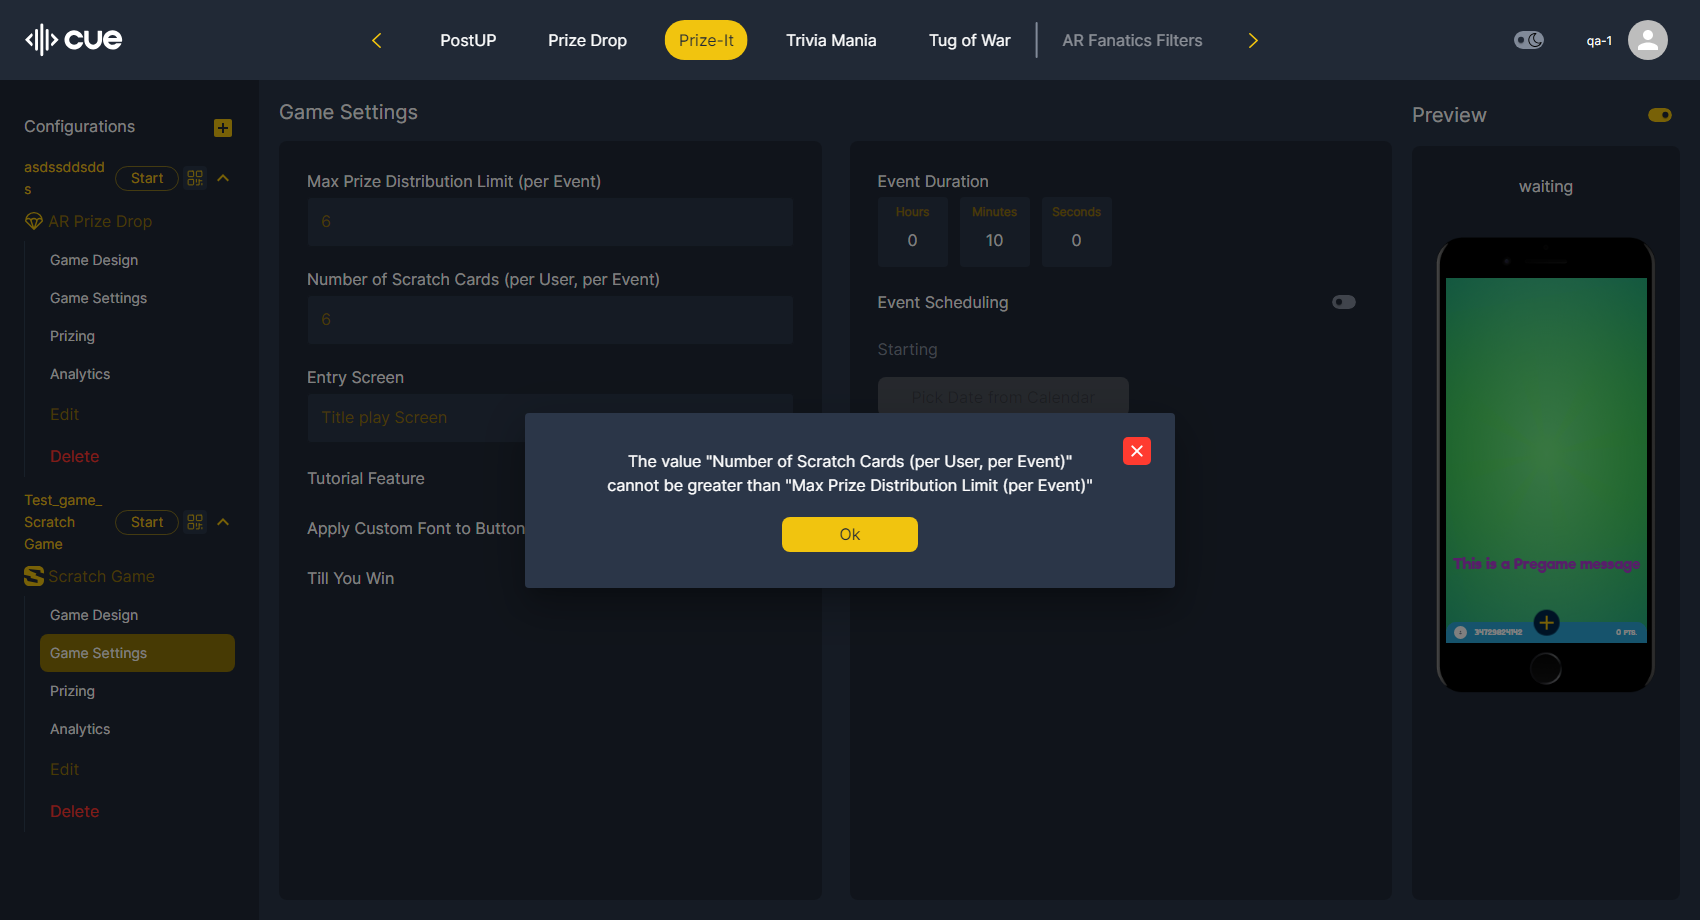 cue
PostUP
Prize Drop
Prize-It
Trivia Mania
Tug of War
AR Fanatics Filters
qa-1
Configurations
asdssddsdd
s
Start
AR Prize Drop
Game Design
Game Settings
Prizing
Analytics
Edit
Delete
Test_game_
Scratch
Game
Start
Scratch Game
Game Design
Game Settings
Prizing
Analytics
Edit
Delete
Game Settings
Max Prize Distribution Limit (per Event)
6
Number of Scratch Cards (per User, per Event)
6
Entry Screen
Title play Screen
Tutorial Feature
Apply Custom Font to Button
Till You Win
Event Duration
Hours
0
Minutes
10
Seconds
0
Event Scheduling
Starting
Pick Date from Calendar
The value "Number of Scratch Cards (per User, per Event)"
cannot be greater than "Max Prize Distribution Limit (per Event)"
Ok
Preview
waiting
This is a Pregame message
0 PTS.